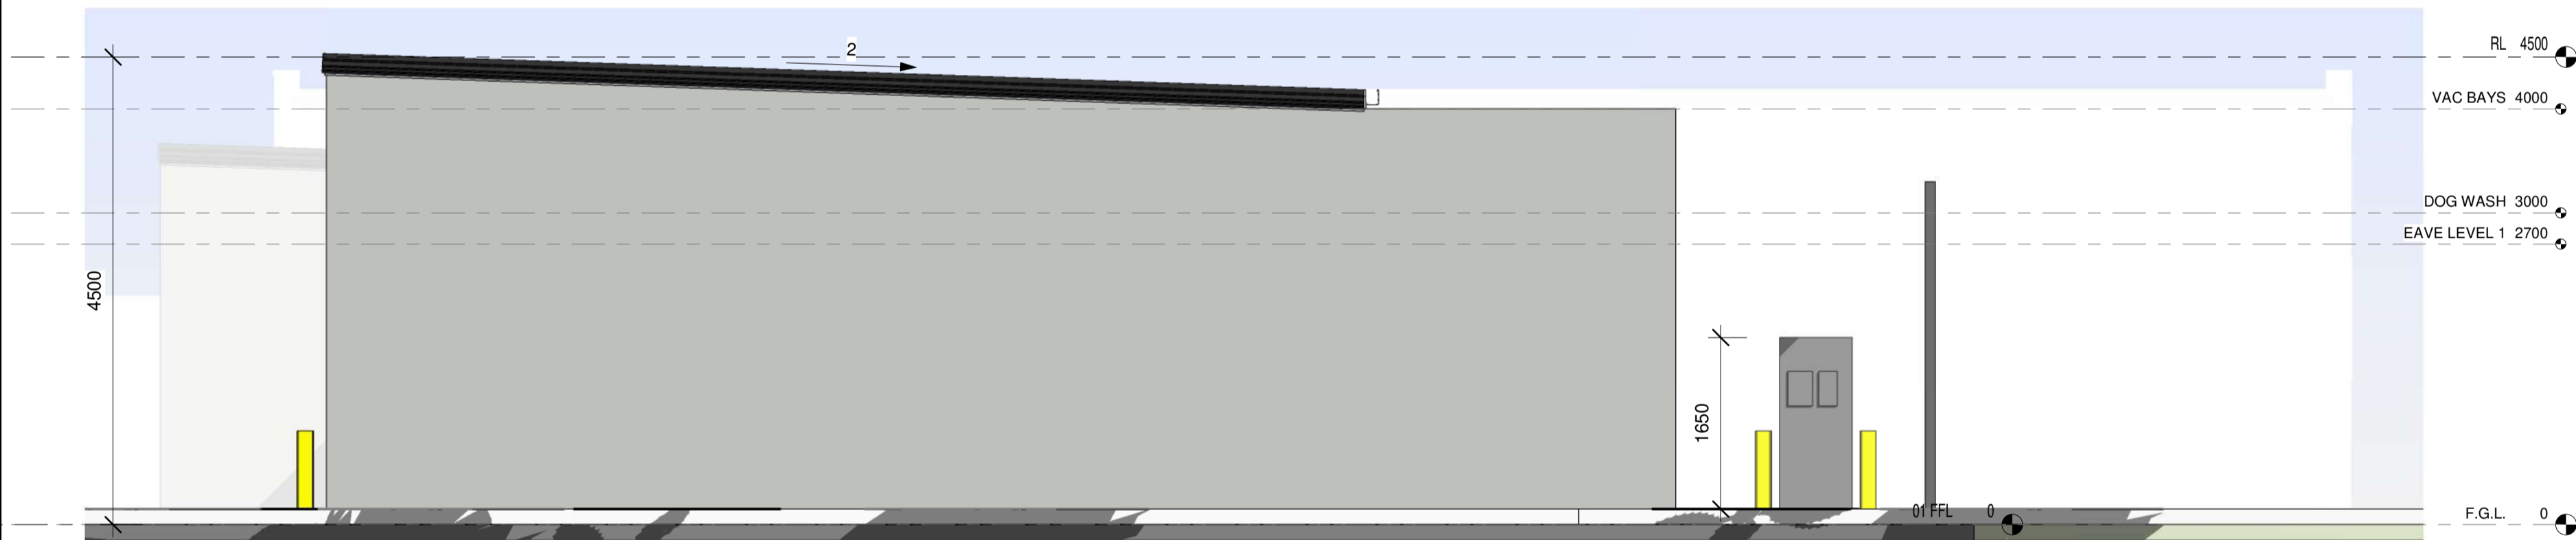 2
RL 4500
VAC BAYS 4000
DOG WASH 3000
EAVE LEVEL 1 2700
4500
1650
01 FFL 0
F.G.L. 0